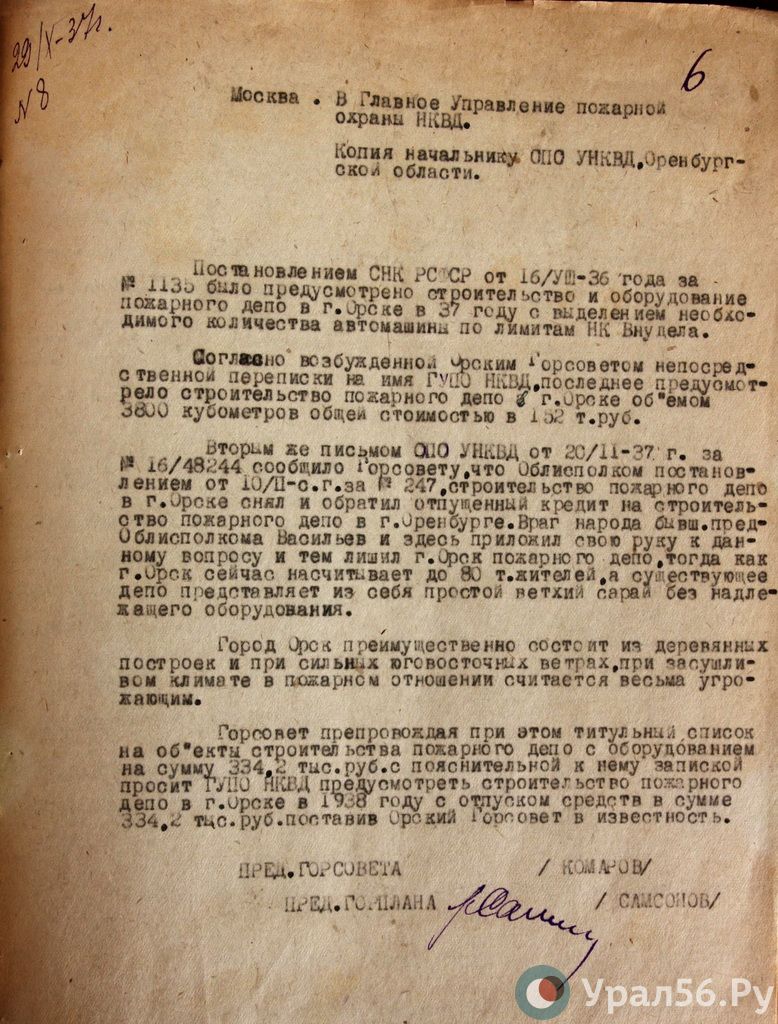 29/X-37г.
N 8
6
Москва . В Главное Управление пожарной
охраны НКВД.
Копия начальнику ОПО УНКВД,Оренбург-
ской области.
Постановлением СНК РСФСР от 16/УШ-36 года за
№ 1135 было предусмотрено строительство и оборудование
пожарного депо в г.Орске в 37 году с выделением необхо-
димого количества автомашины по лимитам НК Внудела.
Согласно возбужденной Орским Горсоветом непосред-
ственной переписки на имя ГУПО НКВД,последнее предусмот-
рело строительство пожарного депо в г.Орске об"емом
3800 кубометров общей стоимостью в 152 т.руб.
Вторым же письмом ОПО УНКВД от 20/11-37 г. за
№ 16/48244 сообщило Горсовету,что Облисполком постанов-
лением от 10/П-с.г.за № 247,строительство пожарного депо
в г.Орске снял и обратил отпущенный кредит на строитель-
ство пожарного депо в г.Оренбурге.Враг народа бывш.пред-
Облисполкома Васильев и здесь приложил свою руку к дан-
ному вопросу и тем лишил г.Орск пожарного депо,тогда как
г.Орск сейчас насчитывает до 80 т.жителей,а существующее
депо представляет из себя простой ветхий сарай без надле-
жащего оборудования.
Город Орск преимущественно состоит из деревянных
построек и при сильных юговосточных ветрах,при засушли-
вом климате в пожарном отношении считается весьма угро-
жающим.
Горсовет препровождая при этом титульный список
на об"екты строительства пожарного депо с оборудованием
на сумму 334,2 тыс.руб.с пояснительной к нему запиской
просит ГУПО НКВД предусмотреть строительство пожарного
депо в г.Орске в 1938 году с отпуском средств в сумме
334,2 тыс.руб.поставив Орский Горсовет в известность.
ПРЕД.ГОРСОВЕТА / КОМАРОВ/
ПРЕД.ГОРПЛАНА / САМСОНОВ/
Урал56.Ру